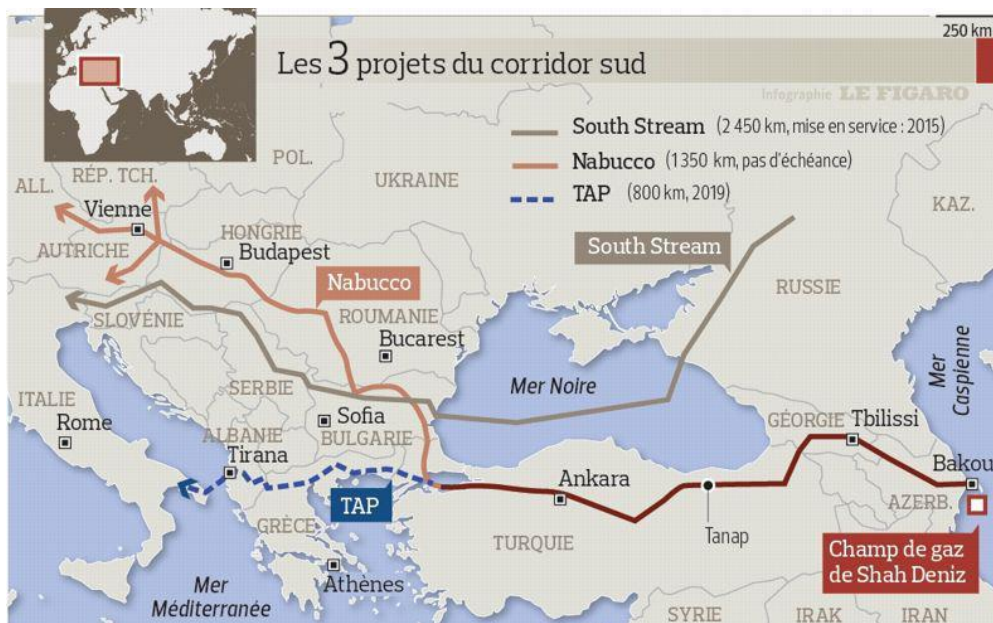 250 km
Les 3 projets du corridor sud
Infographie LE FIGARO
South Stream (2 450 km, mise en service : 2015)
Nabucco (1 350 km, pas d'échéance)
TAP (800 km, 2019)
POL.
RÉP. TCH.
ALL.
UKRAINE
KAZ.
Vienne
HONGRIE
AUTRICHE
Budapest
South Stream
Nabucco
RUSSIE
SLOVÉNIE
ROUMANIE
Bucarest
Mer Noire
Mer
Caspienne
SERBIE
ITALIE
Rome
Sofia
GÉORGIE
Tbilissi
ALBANIE
BULGARIE
Tirana
Ankara
Bakou
AZERB.
TAP
GRÈCE
TURQUIE
Tanap
Champ de gaz
de Shah Deniz
Athènes
Mer
Méditerranée
SYRIE
IRAK
IRAN